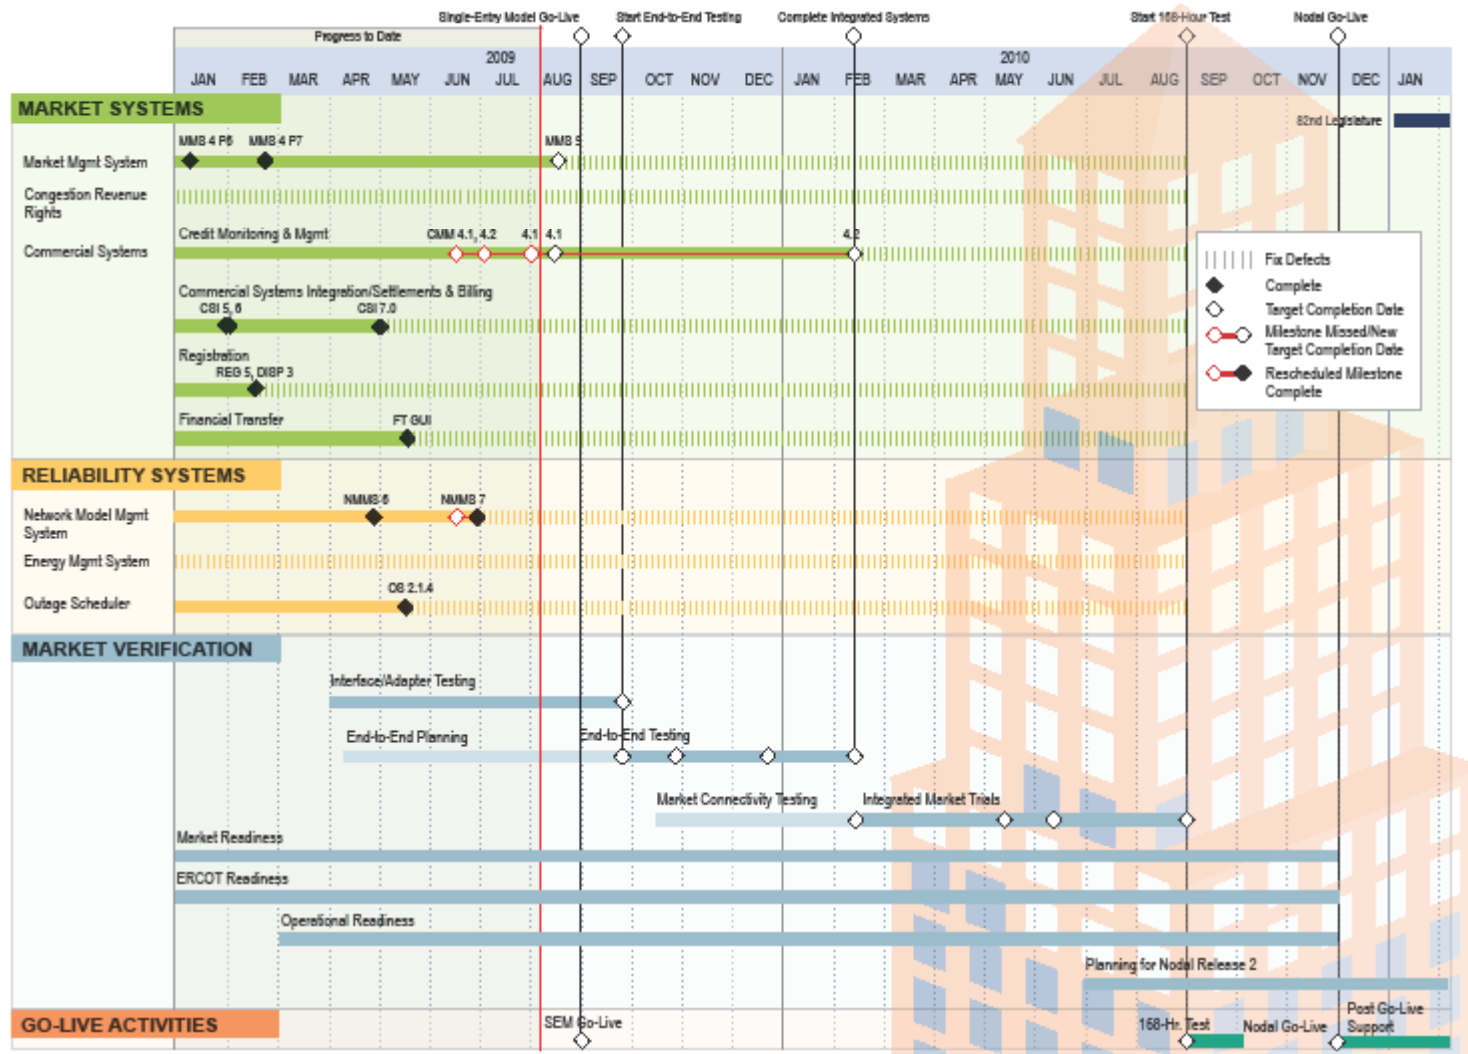 Single-Entry Model Go-Live
Start End-to-End Testing
Complete Integrated Systems
Start 168-Hour Test
Nodal Go-Live
Progress to Date
2009
2010
JAN FEB MAR APR MAY JUN JUL AUG SEP OCT NOV DEC JAN FEB MAR APR MAY JUN JUL AUG SEP OCT NOV DEC JAN
MARKET SYSTEMS
82nd Legislature
MMS 4 P6
MMS 4 P7
MMS 5
Market Mgmt System
Congestion Revenue
Rights
Credit Monitoring & Mgmt
CMM 4.1, 4.2
4.1
4.1
4.2
Commercial Systems
Commercial Systems Integration/Settlements & Billing
CSI 5, 6
CSI 7.0
Registration
REG 5, DISP 3
Financial Transfer
FT GUI
Fix Defects
Complete
Target Completion Date
Milestone Missed/New
Target Completion Date
Rescheduled Milestone
Complete
RELIABILITY SYSTEMS
NMMS 6
NMMS 7
Network Model Mgmt
System
Energy Mgmt System
OS 2.1.4
Outage Scheduler
MARKET VERIFICATION
Interface/Adapter Testing
End-to-End Planning
End-to-End Testing
Market Connectivity Testing
Integrated Market Trials
Market Readiness
ERCOT Readiness
Operational Readiness
Planning for Nodal Release 2
GO-LIVE ACTIVITIES
SEM Go-Live
168-Hr. Test
Nodal Go-Live
Post Go-Live
Support